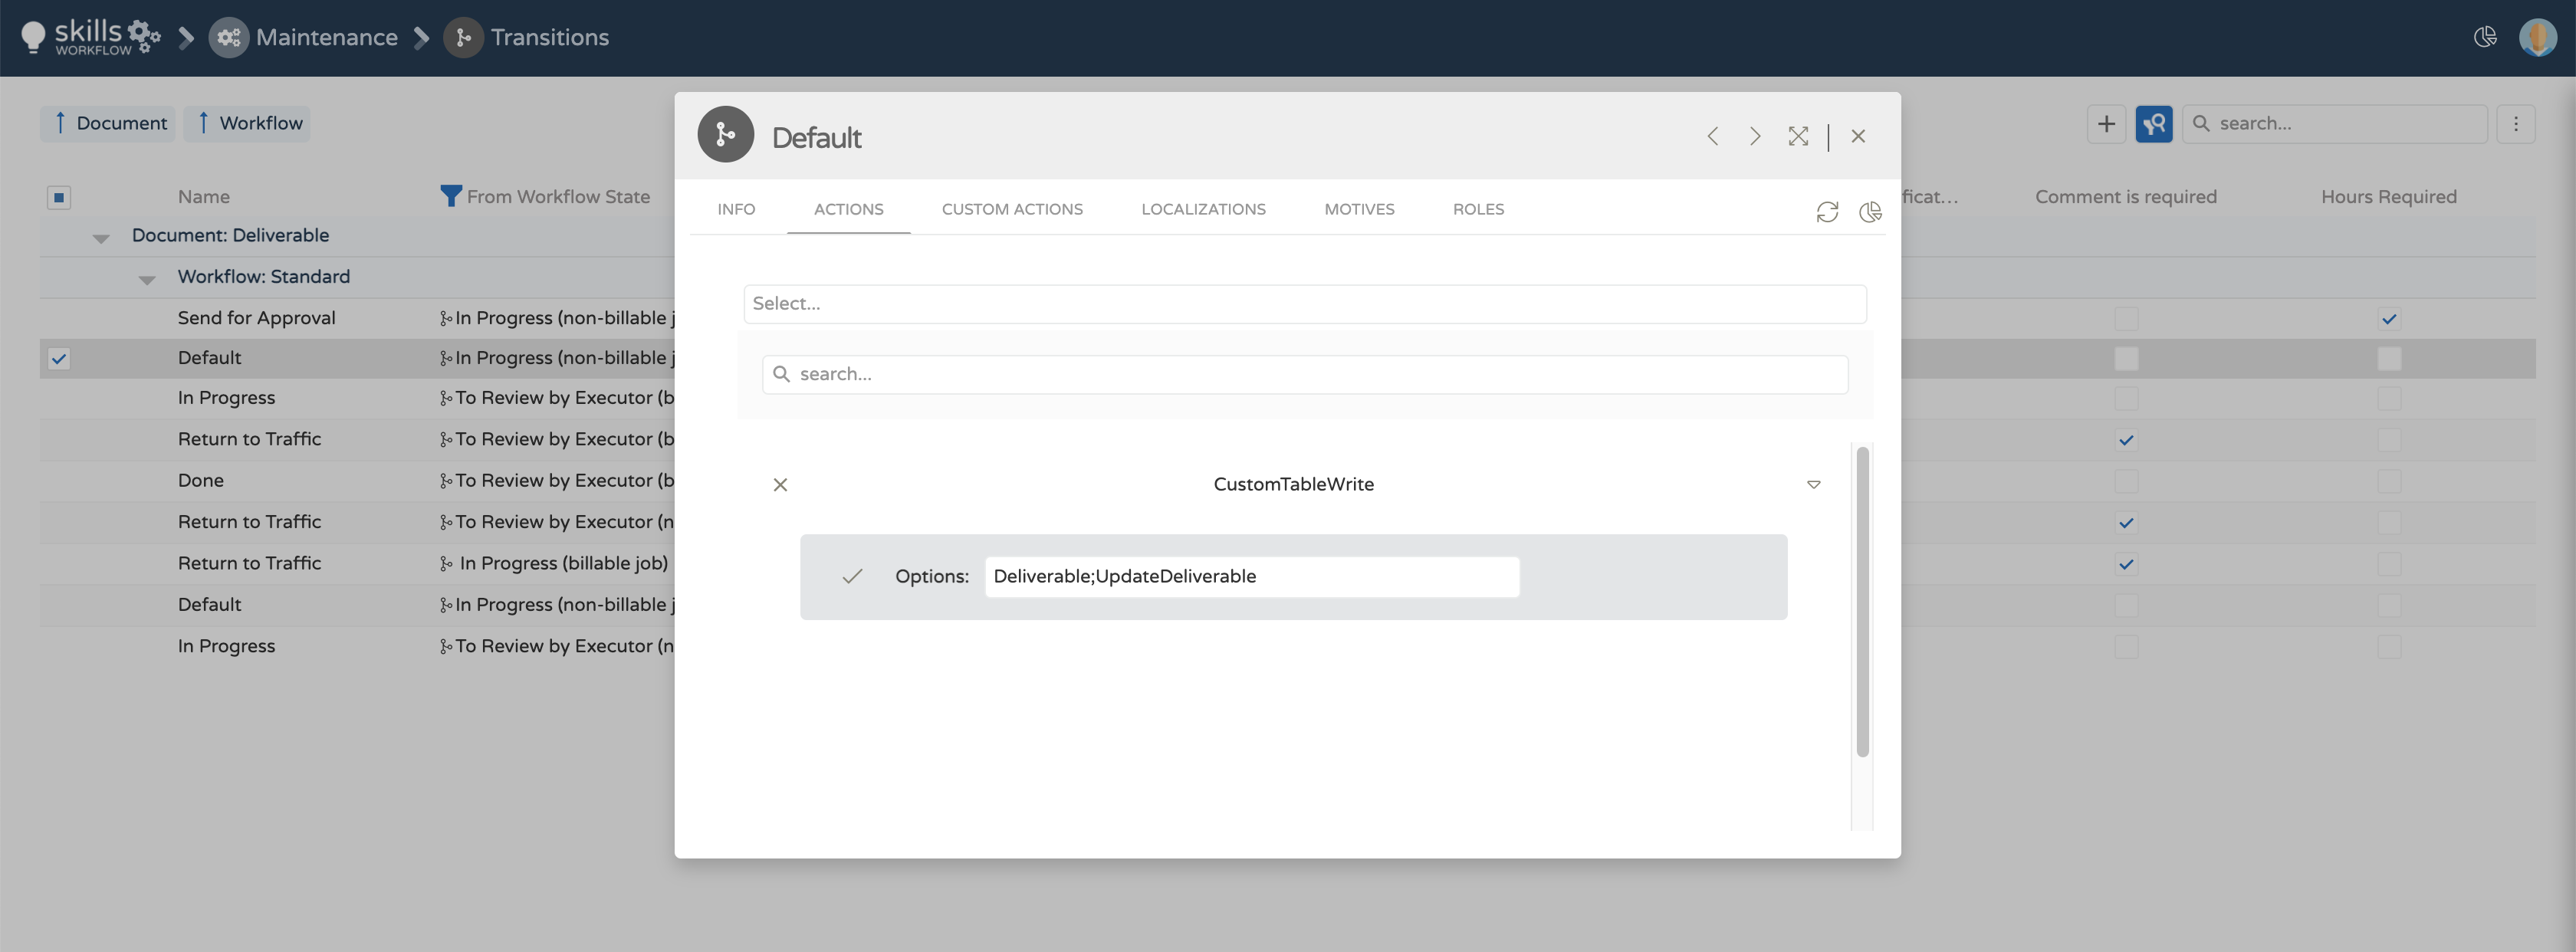 skills
WORKFLOW
Maintenance
Transitions
Document
Workflow
search...
Name
From Workflow State
ficat...
Comment is required
Hours Required
Document: Deliverable
Workflow: Standard
Send for Approval
In Progress (non-billable j
Default
In Progress (non-billable j
In Progress
To Review by Executor (b
Return to Traffic
To Review by Executor (b
Done
To Review by Executor (b
Return to Traffic
To Review by Executor (n
Return to Traffic
In Progress (billable job)
Default
In Progress (non-billable j
In Progress
To Review by Executor (n
Default
INFO
ACTIONS
CUSTOM ACTIONS
LOCALIZATIONS
MOTIVES
ROLES
Select...
search...
CustomTableWrite
Options:
Deliverable;UpdateDeliverable